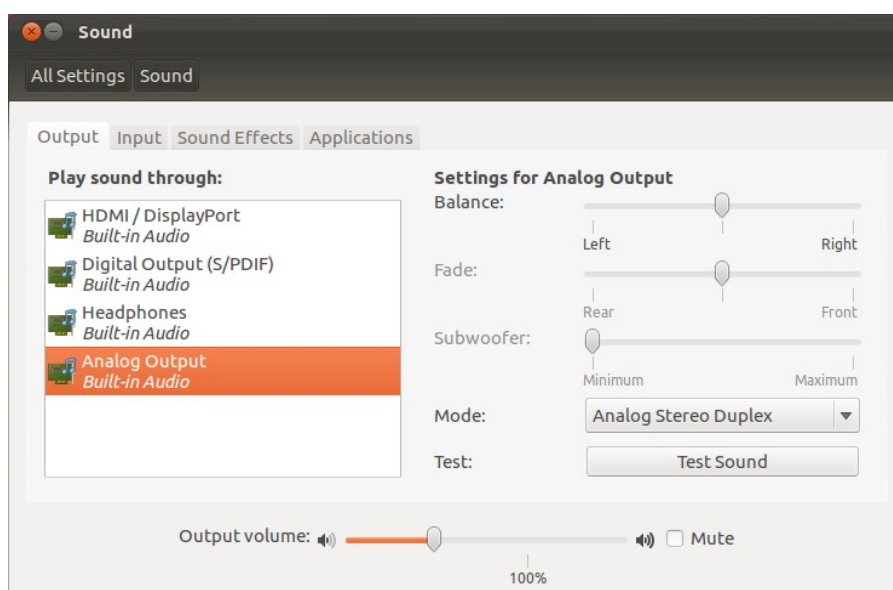 Sound
All Settings Sound
Output Input Sound Effects Applications
Play sound through:
HDMI / DisplayPort
Built-in Audio
Digital Output (S/PDIF)
Built-in Audio
Headphones
Built-in Audio
Analog Output
Built-in Audio
Settings for Analog Output
Balance:
Left Right
Fade:
Rear Front
Subwoofer:
Minimum Maximum
Mode: Analog Stereo Duplex
Test: Test Sound
Output volume: Mute
100%